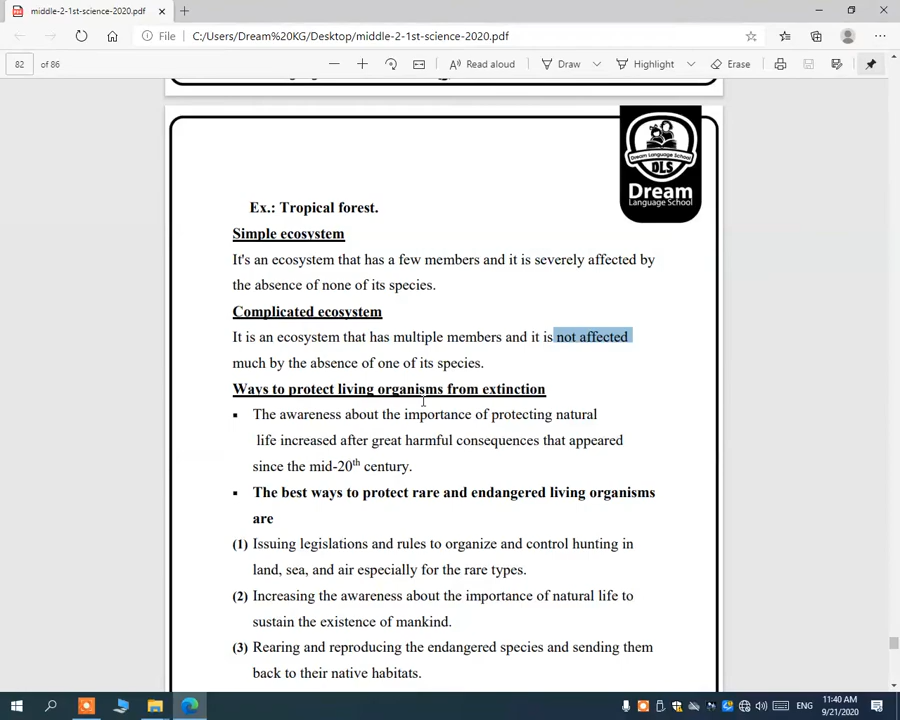 middle-2-1st-science-2020.pdf
File C:/Users/Dream%20KG/Desktop/middle-2-1st-science-2020.pdf
82 of 86 Read aloud Draw Highlight Erase
Dream Language School
DLS
Dream
Language School
Ex.: Tropical forest.
Simple ecosystem
It's an ecosystem that has a few members and it is severely affected by
the absence of none of its species.
Complicated ecosystem
It is an ecosystem that has multiple members and it is not affected
much by the absence of one of its species.
Ways to protect living organisms from extinction
▪ The awareness about the importance of protecting natural
life increased after great harmful consequences that appeared
since the mid-20th century.
▪ The best ways to protect rare and endangered living organisms
are
(1) Issuing legislations and rules to organize and control hunting in
land, sea, and air especially for the rare types.
(2) Increasing the awareness about the importance of natural life to
sustain the existence of mankind.
(3) Rearing and reproducing the endangered species and sending them
back to their native habitats.
ENG
11:40 AM
9/21/2020